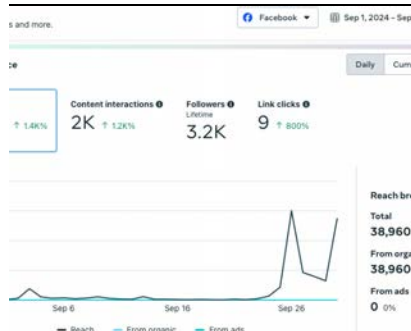 Facebook
Sep 1, 2024 – Sep
s and more.
ce
Daily
Cum
↑ 1.4K%
Content interactions
2K ↑ 1.2K%
Followers
Lifetime
3.2K
Link clicks
9 ↑ 800%
Reach bre
Total
38,960
From orga
38,960
From ads
0 0%
Sep 6
Sep 16
Sep 26
Reach
From organic
From ads